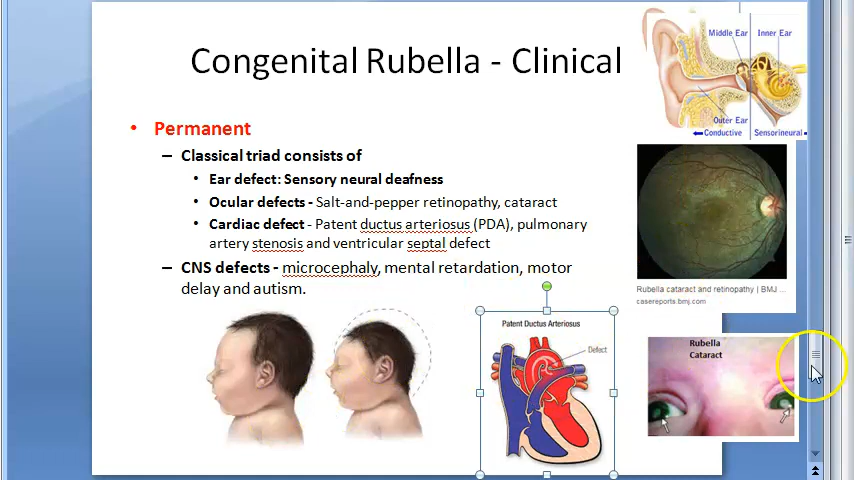 Congenital Rubella - Clinical
• Permanent
– Classical triad consists of
• Ear defect: Sensory neural deafness
• Ocular defects - Salt-and-pepper retinopathy, cataract
• Cardiac defect - Patent ductus arteriosus (PDA), pulmonary
artery stenosis and ventricular septal defect
– CNS defects - microcephaly, mental retardation, motor
delay and autism.
Middle Ear
Inner Ear
Outer Ear
Conductive
Sensorineural
Rubella cataract and retinopathy | BMJ ...
casereports.bmj.com
Patent Ductus Arteriosus
Defect
Rubella
Cataract